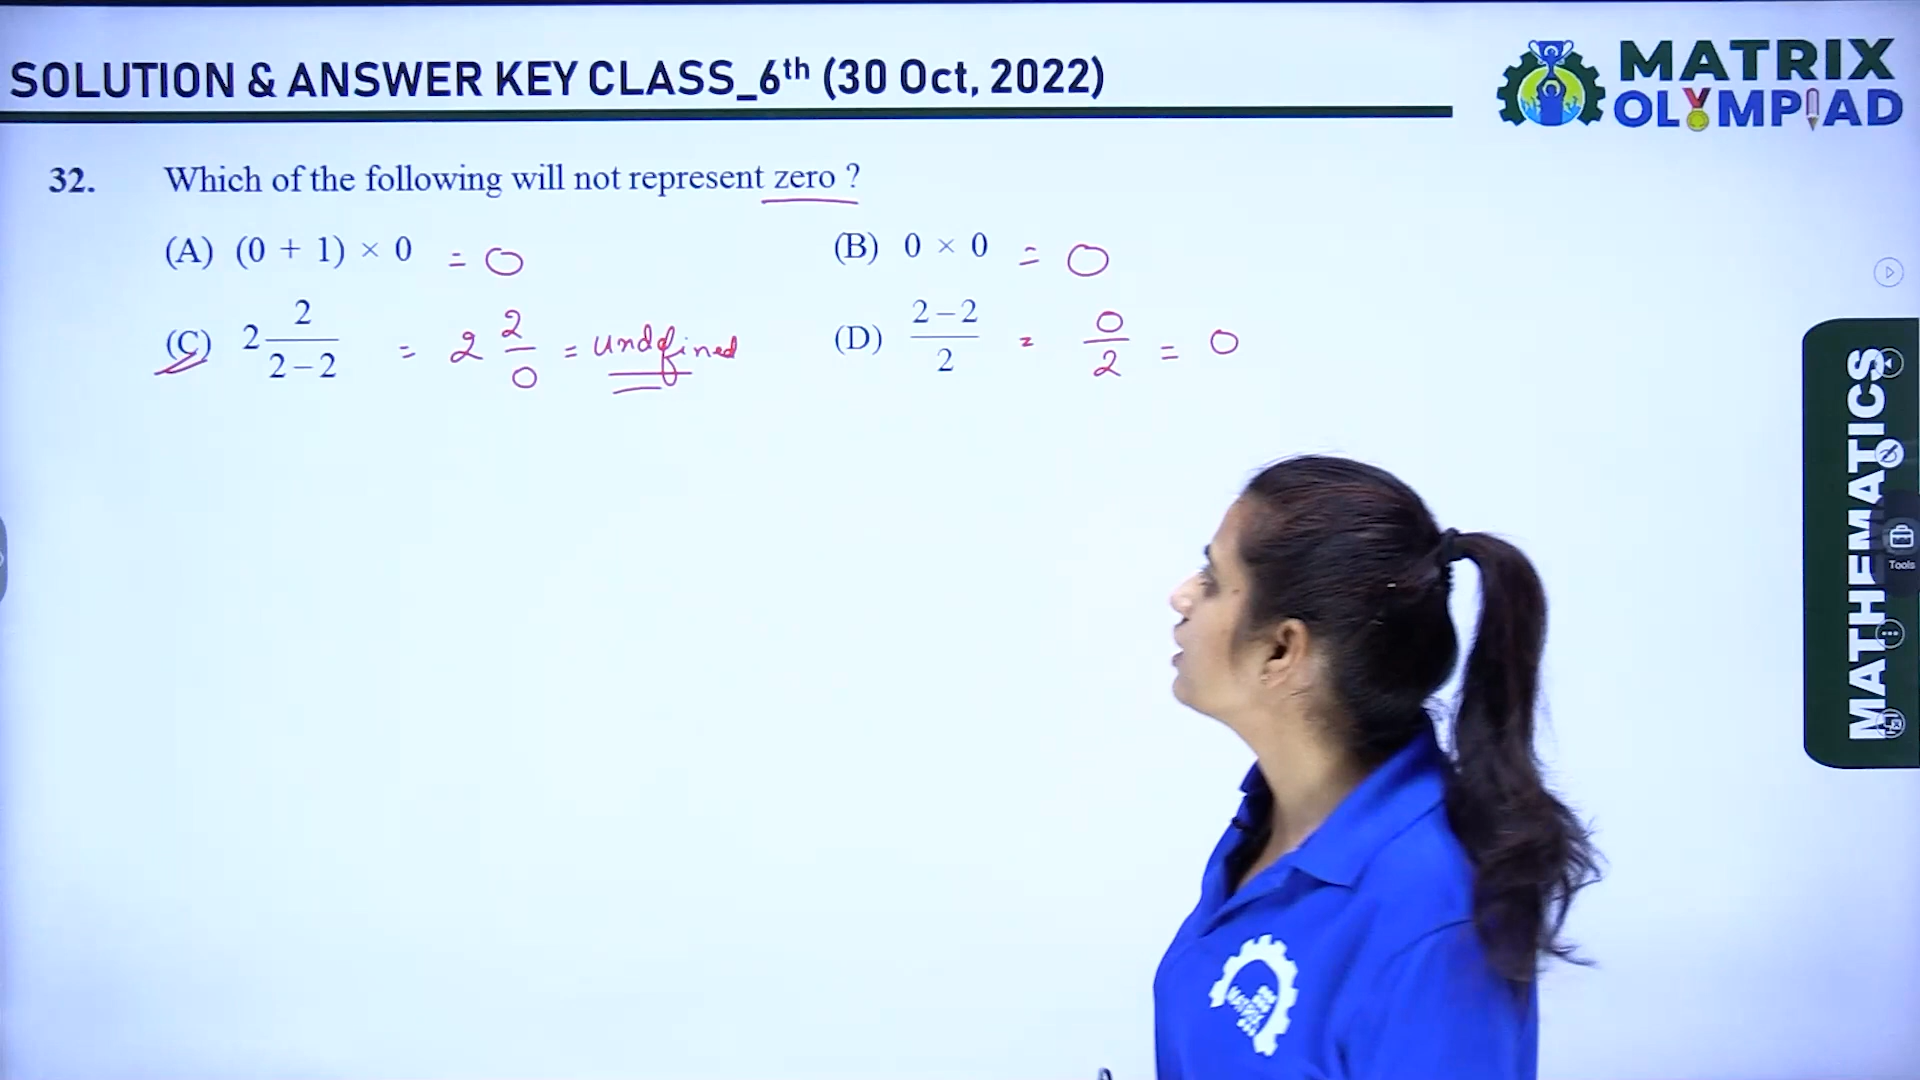 SOLUTION & ANSWER KEY CLASS_6th (30 Oct, 2022)
MATRIX
OLYMPIAD
32. Which of the following will not represent zero ?
(A) (0 + 1) × 0 = 0
(B) 0 × 0 = 0
(C) 2 2/(2−2) = 2 2/0 = undefined
(D) (2−2)/2 = 0/2 = 0
MATHEMATICS
Tools
MATRIX